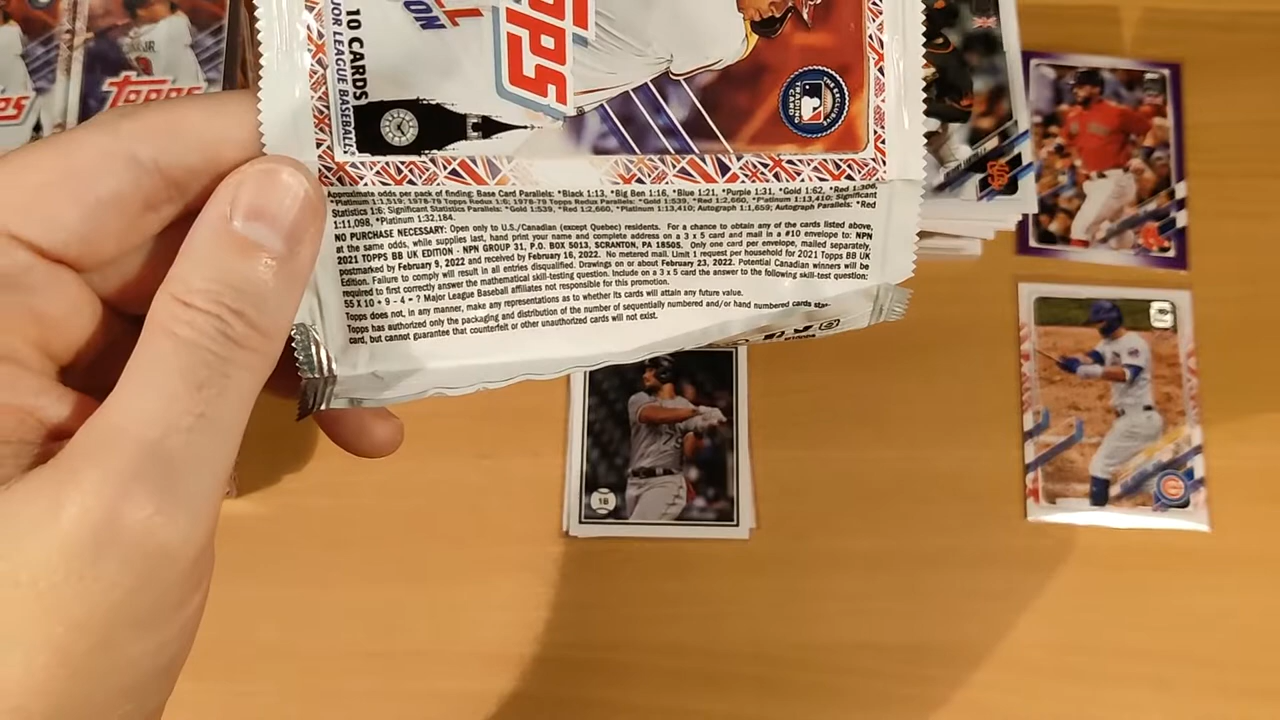 10 CARDS
MAJOR LEAGUE BASEBALL
TOPPS
EXCLUSIVE
TRADING CARD
Topps
Approximate odds per pack of finding: Base Card Parallels: *Black 1:13, *Big Ben 1:16, *Blue 1:21, *Purple 1:31, *Gold 1:62, *Red 1:306,
*Platinum 1:1,519; 1978-79 Topps Redux 1:6; 1978-79 Topps Redux Parallels: *Gold 1:539, *Red 1:2,660, *Platinum 1:13,410; Significant
Statistics 1:6; Significant Statistics Parallels: *Gold 1:539, *Red 1:2,660, *Platinum 1:13,410; Autograph 1:1,659; Autograph Parallels: *Red
1:11,098, *Platinum 1:32,184.
NO PURCHASE NECESSARY: Open only to U.S./Canadian (except Quebec) residents. For a chance to obtain any of the cards listed above,
at the same odds, while supplies last, hand print your name and complete address on a 3 x 5 card and mail in a #10 envelope to: NPN
2021 TOPPS BB UK EDITION - NPN GROUP 31, P.O. BOX 5013, SCRANTON, PA 18505. Only one card per envelope, mailed separately,
postmarked by February 9, 2022 and received by February 16, 2022. No metered mail. Limit 1 request per household for 2021 Topps BB UK
Edition. Failure to comply will result in all entries disqualified. Drawings on or about February 23, 2022. Potential Canadian winners will be
required to first correctly answer the mathematical skill-testing question. Include on a 3 x 5 card the answer to the following skill-test question:
55 X 10 + 9 - 4 = ? Major League Baseball affiliates not responsible for this promotion.
Topps does not, in any manner, make any representations as to whether its cards will attain any future value.
Topps has authorized only the packaging and distribution of the number of sequentially numbered and/or hand numbered cards
card, but cannot guarantee that counterfeit or other unauthorized cards will not exist.
1B